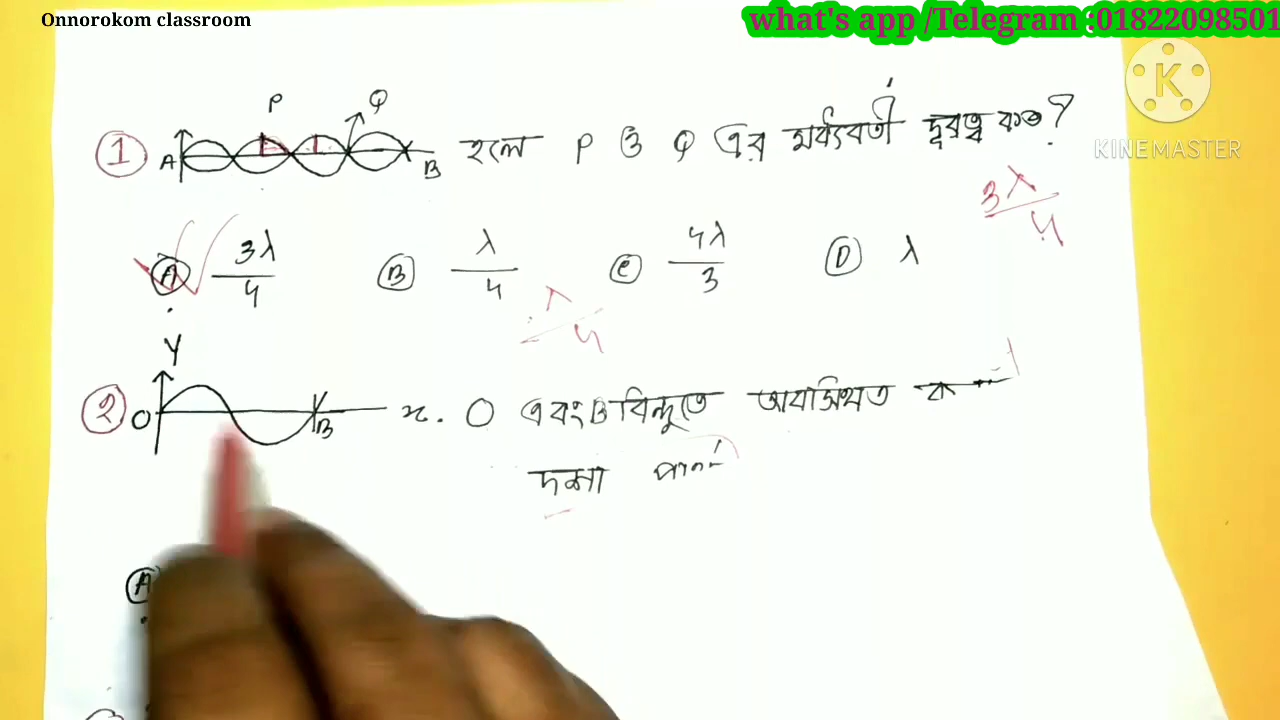 Onnorokom classroom
what's app /Telegram :01822098501
K
KINEMASTER
P Q
1 A B হলে P ও Q এর মধ্যবর্তী দূরত্ব কত?
3λ/4
A 3λ/4 B λ/4 C 4λ/3 D λ
λ/4
Y
2 O B x. O এবং B বিন্দুতে অবস্থিত
দশা
A